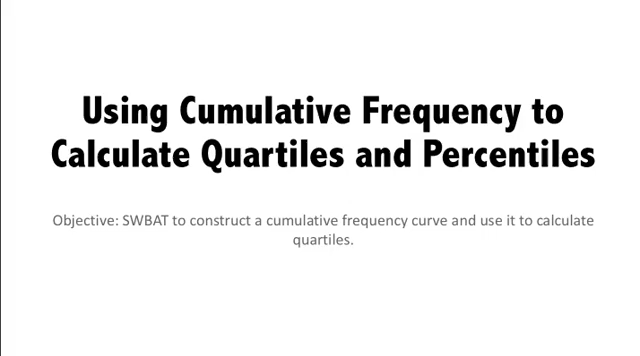 Using Cumulative Frequency to
Calculate Quartiles and Percentiles
Objective: SWBAT to construct a cumulative frequency curve and use it to calculate
quartiles.